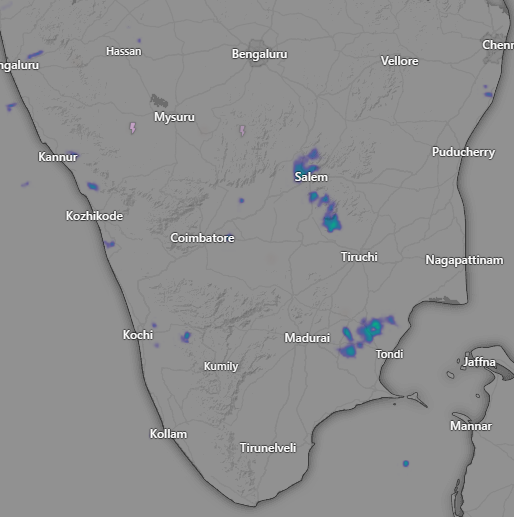 Hassan
Bengaluru
Chenn
Vellore
ngaluru
Mysuru
Kannur
Puducherry
Salem
Kozhikode
Coimbatore
Tiruchi
Nagapattinam
Kochi
Madurai
Tondi
Jaffna
Kumily
Mannar
Kollam
Tirunelveli